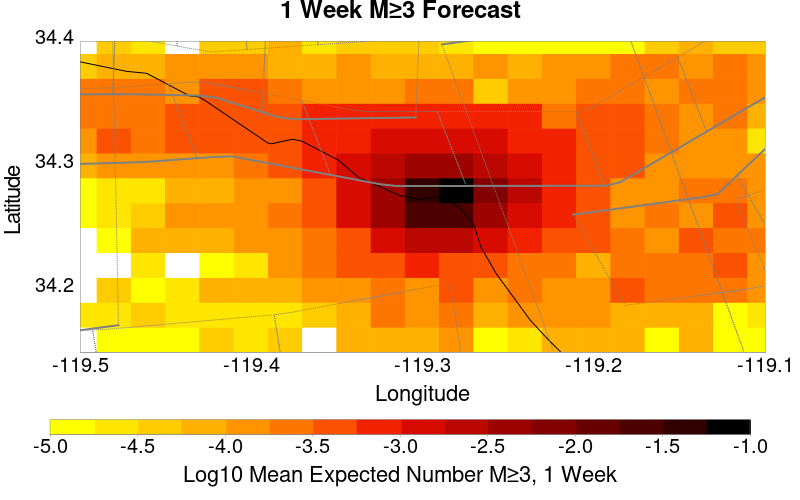 1 Week M≥3 Forecast
34.4
34.3
34.2
Latitude
-119.5 -119.4 -119.3 -119.2 -119.1
Longitude
-5.0 -4.5 -4.0 -3.5 -3.0 -2.5 -2.0 -1.5 -1.0
Log10 Mean Expected Number M≥3, 1 Week